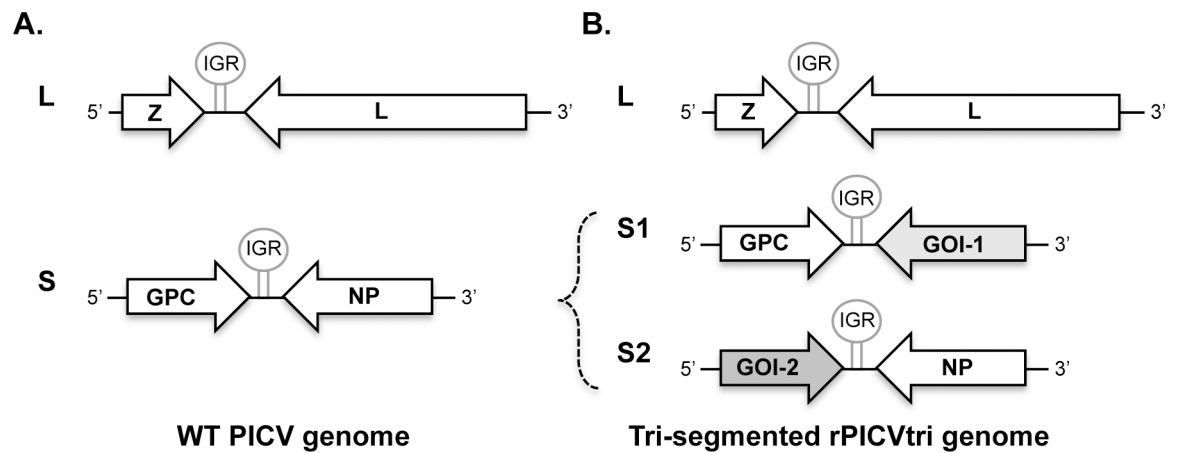 A.
B.
IGR
L
5’
Z
L
3’
IGR
L
5’
Z
L
3’
IGR
S
5’
GPC
NP
3’
IGR
S1
5’
GPC
GOI-1
3’
IGR
S2
5’
GOI-2
NP
3’
WT PICV genome
Tri-segmented rPICVtri genome